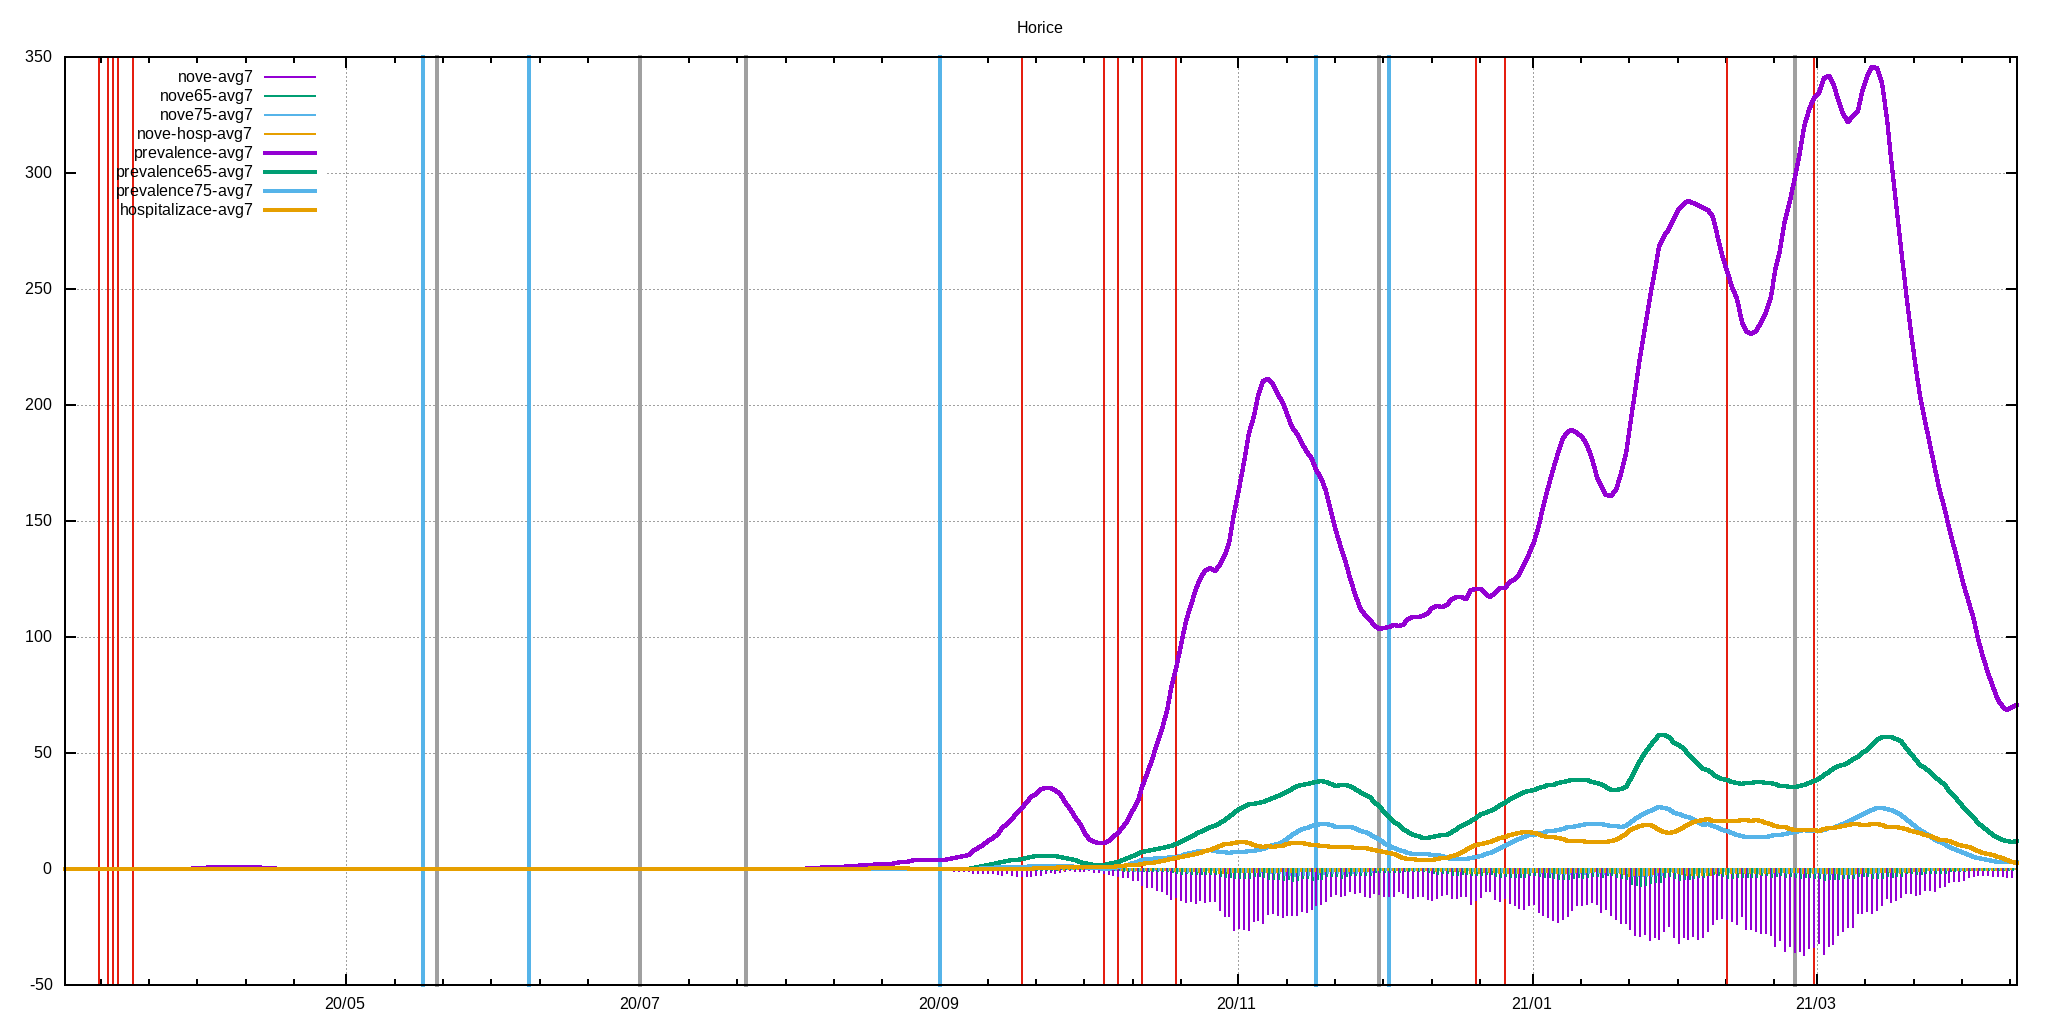 Horice
350
300
250
200
150
100
50
0
-50
nove-avg7
nove65-avg7
nove75-avg7
nove-hosp-avg7
prevalence-avg7
prevalence65-avg7
prevalence75-avg7
hospitalizace-avg7
20/05
20/07
20/09
20/11
21/01
21/03